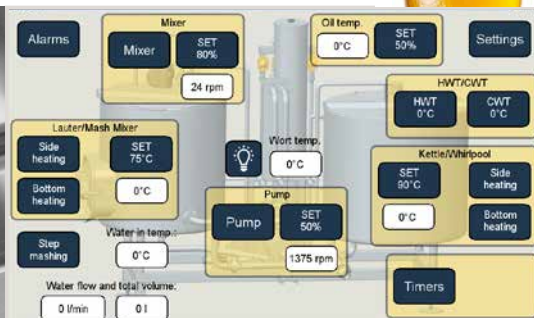 Alarms
Mixer
Mixer
SET
80%
24 rpm
Oil temp.
0°C
SET
50%
Settings
HWT/CWT
HWT
0°C
CWT
0°C
Lauter/Mash Mixer
Side
heating
SET
75°C
Bottom
heating
0°C
Wort temp.
0°C
Kettle/Whirlpool
SET
90°C
Side
heating
0°C
Bottom
heating
Pump
Pump
SET
50%
1375 rpm
Step
mashing
Water in temp.:
0°C
Water flow and total volume:
0 l/min
0 l
Timers